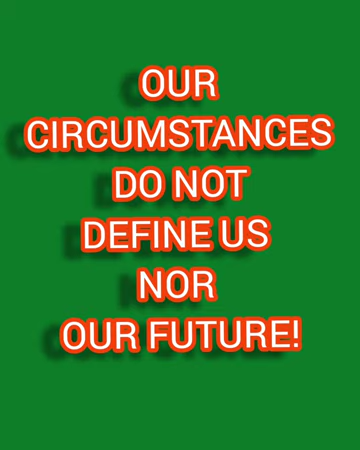 OUR
CIRCUMSTANCES
DO NOT
DEFINE US
NOR
OUR FUTURE!